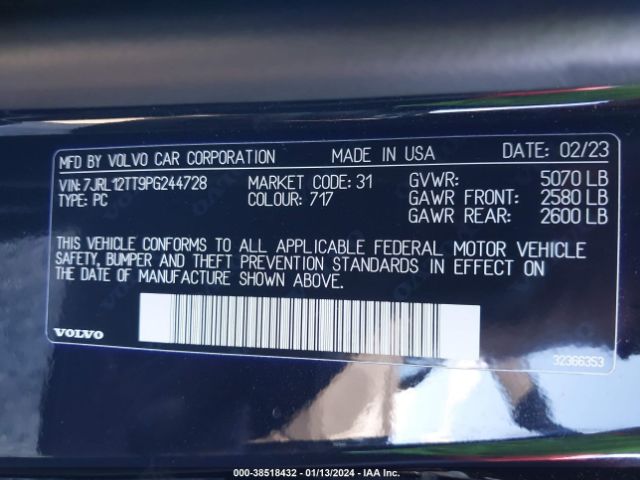 MFD BY VOLVO CAR CORPORATION MADE IN USA DATE: 02/23
VIN: 7JRL12TT9PG244728 MARKET CODE: 31 GVWR: 5070 LB
TYPE: PC COLOUR: 717 GAWR FRONT: 2580 LB
GAWR REAR: 2600 LB
THIS VEHICLE CONFORMS TO ALL APPLICABLE FEDERAL MOTOR VEHICLE
SAFETY, BUMPER AND THEFT PREVENTION STANDARDS IN EFFECT ON
THE DATE OF MANUFACTURE SHOWN ABOVE.
VOLVO 32366353
000-38518432 - 01/13/2024 - IAA Inc.